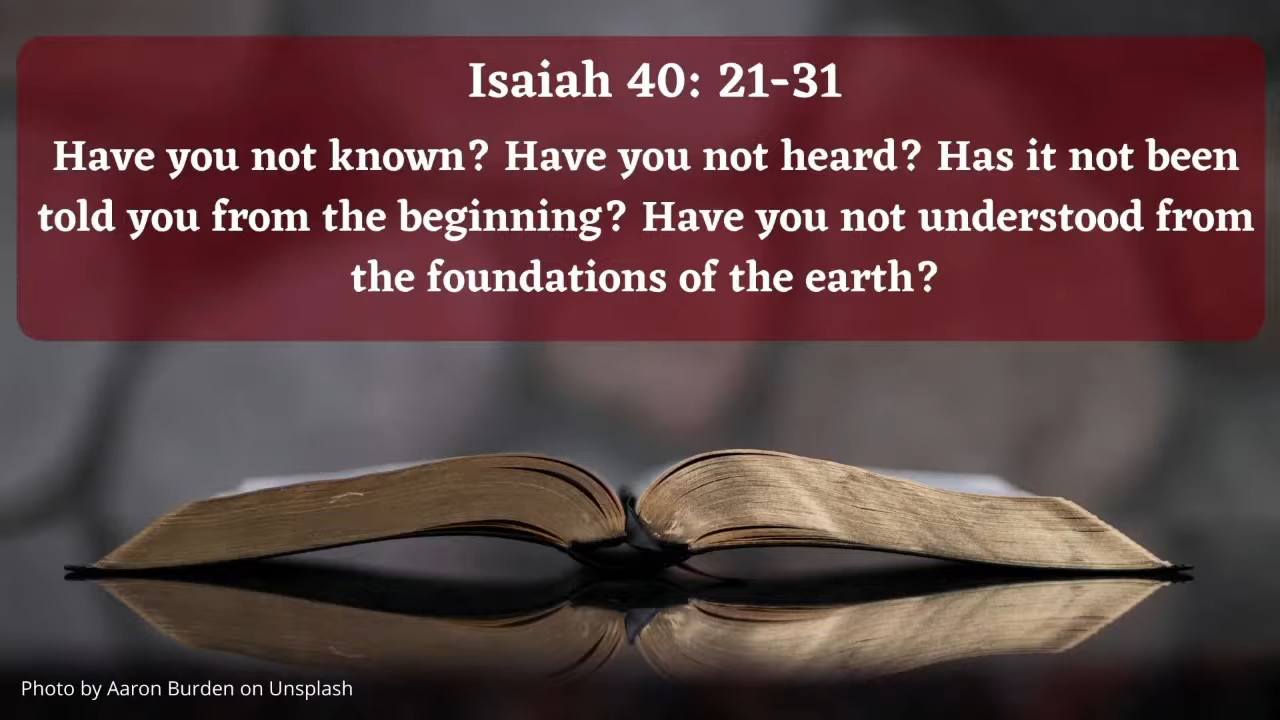 Isaiah 40: 21-31
Have you not known? Have you not heard? Has it not been
told you from the beginning? Have you not understood from
the foundations of the earth?
Photo by Aaron Burden on Unsplash